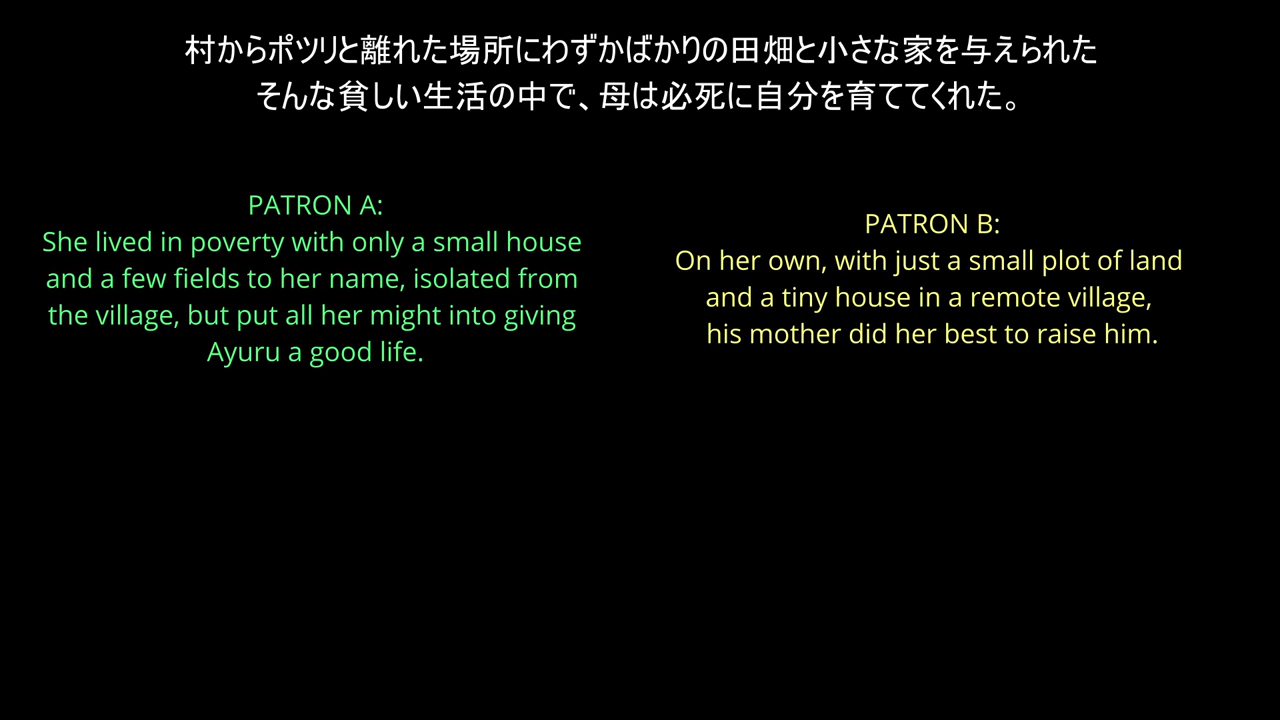 村からポツリと離れた場所にわずかばかりの田畑と小さな家を与えられた
そんな貧しい生活の中で、母は必死に自分を育ててくれた。
PATRON A:
She lived in poverty with only a small house
and a few fields to her name, isolated from
the village, but put all her might into giving
Ayuru a good life.
PATRON B:
On her own, with just a small plot of land
and a tiny house in a remote village,
his mother did her best to raise him.